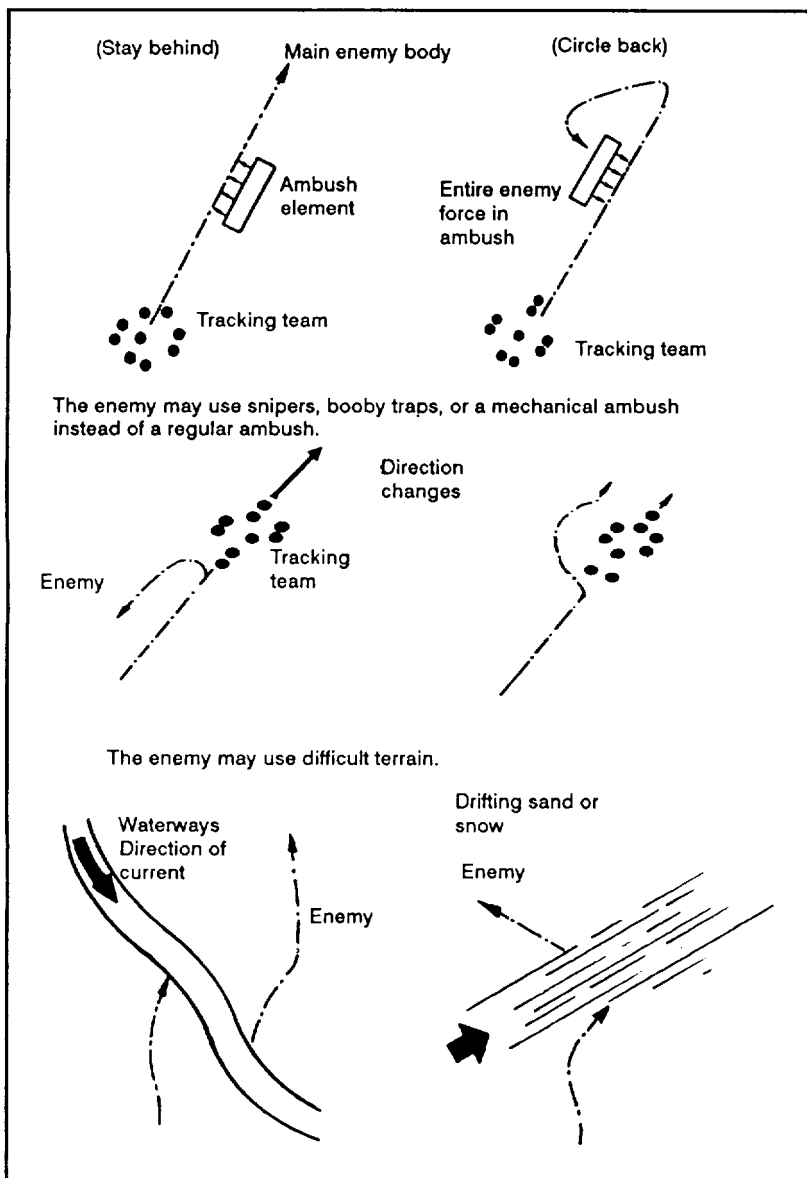 (Stay behind)
Main enemy body
(Circle back)
Ambush
element
Entire enemy
force in
ambush
Tracking team
Tracking team
The enemy may use snipers, booby traps, or a mechanical ambush
instead of a regular ambush.
Direction
changes
Tracking
team
Enemy
The enemy may use difficult terrain.
Waterways
Direction of
current
Enemy
Drifting sand or
snow
Enemy